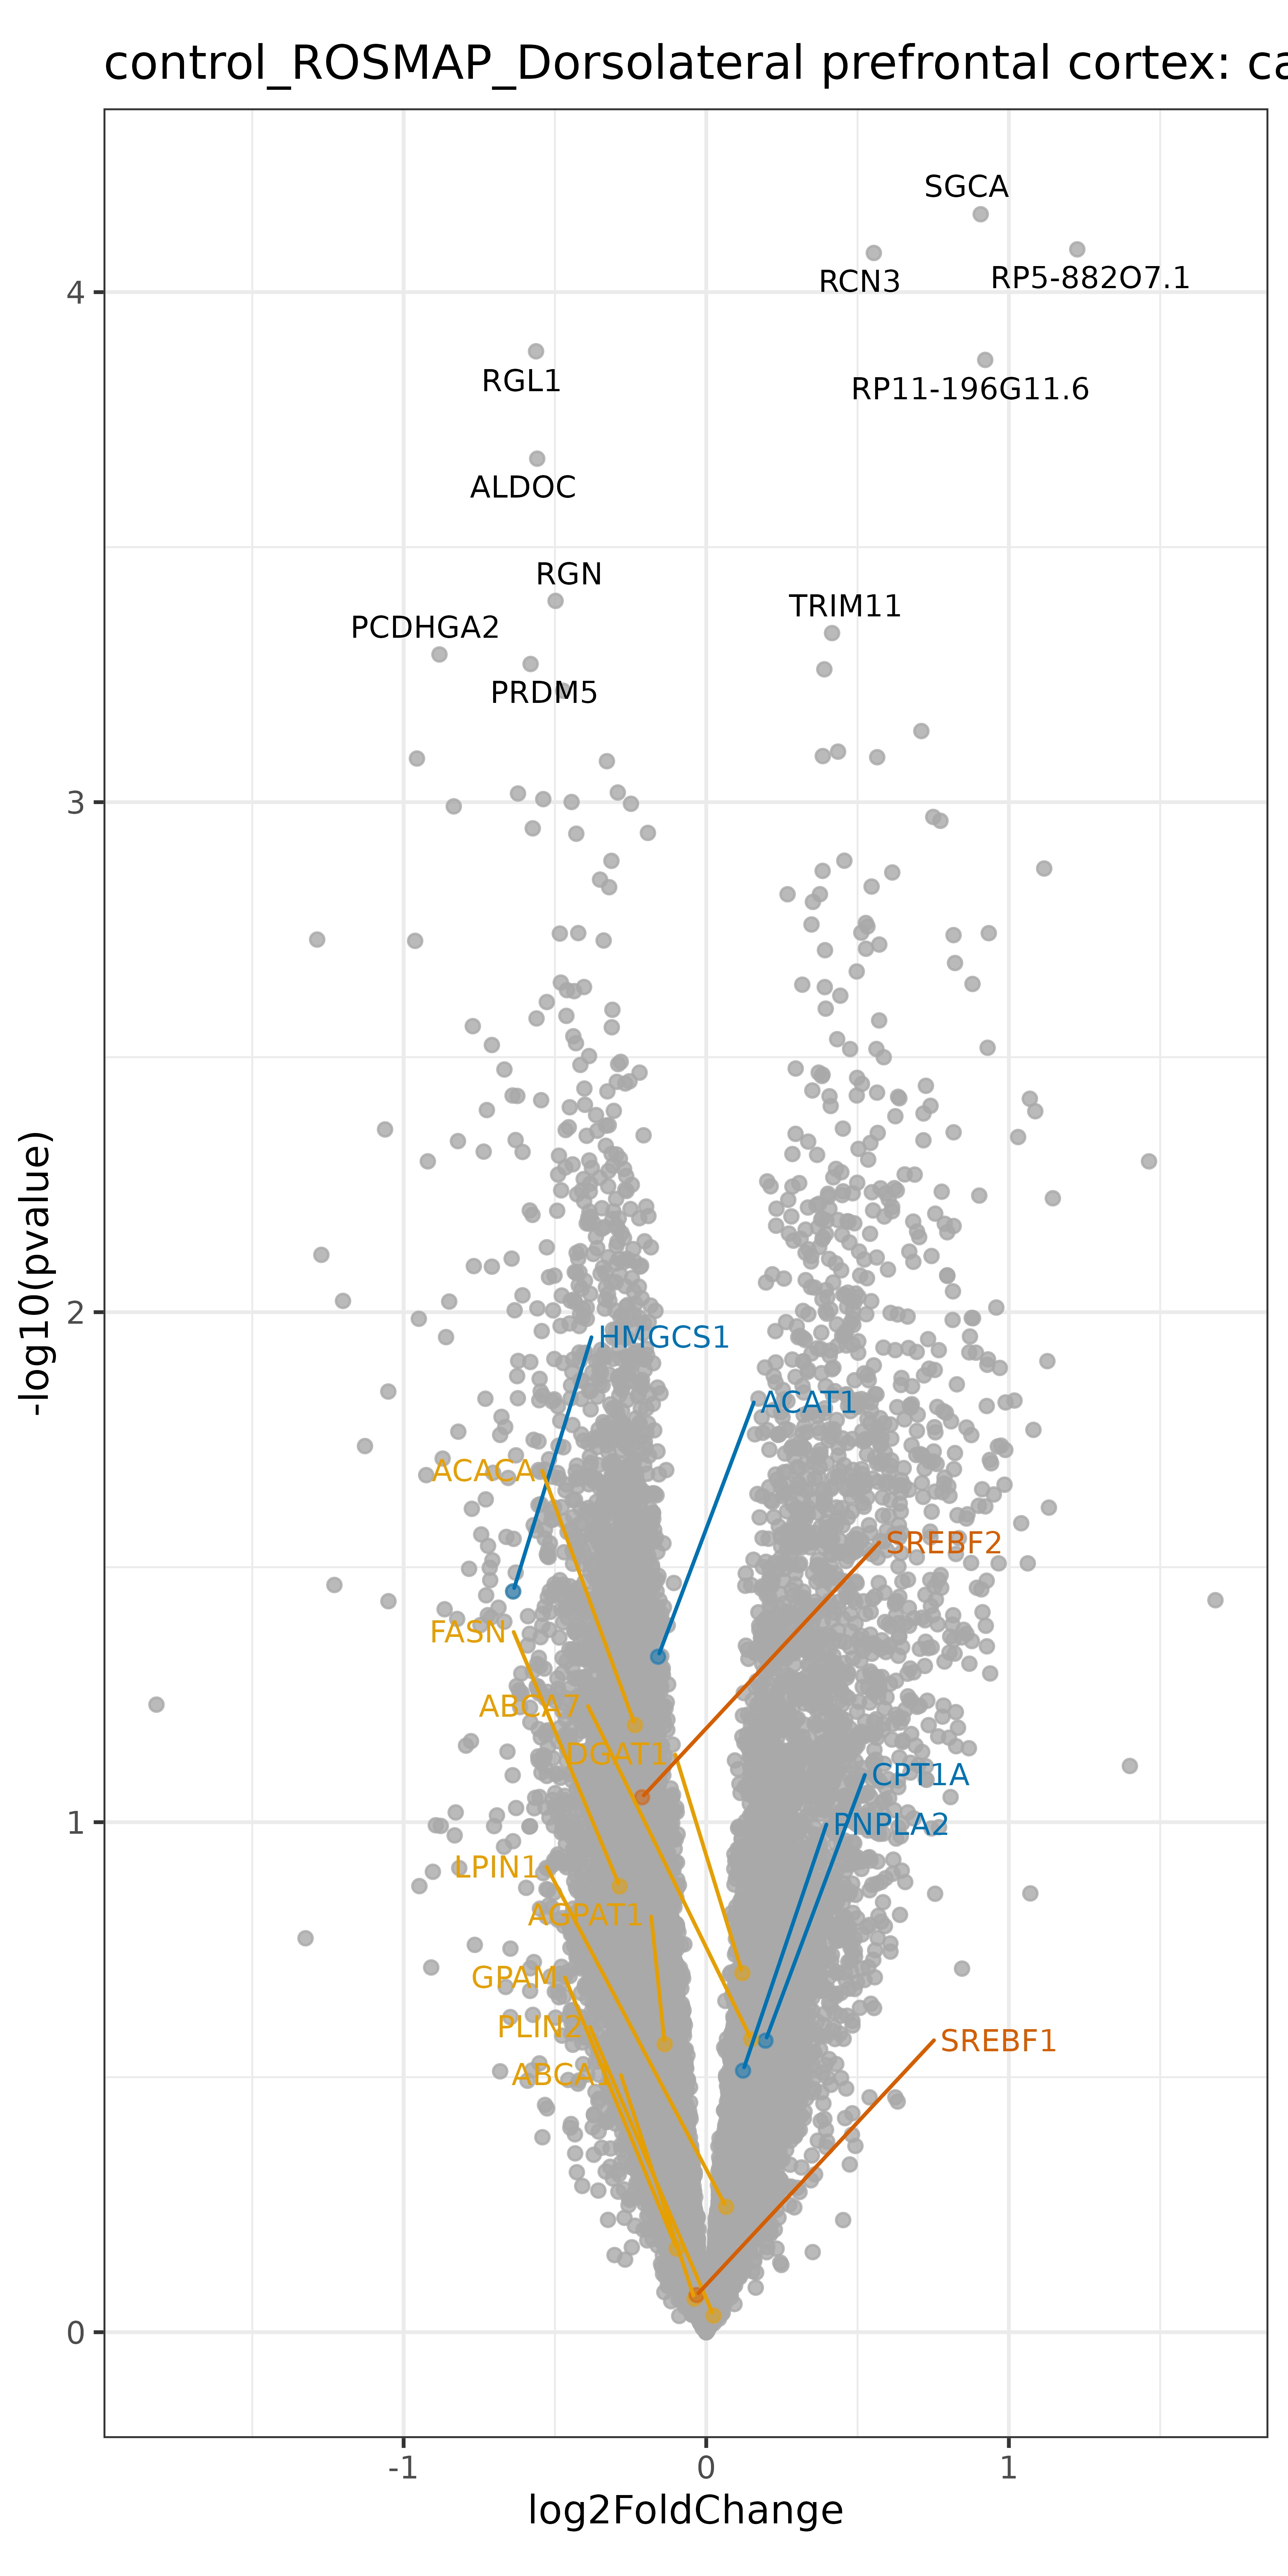 control_ROSMAP_Dorsolateral prefrontal cortex: ca
SGCA
RCN3
RP5-882O7.1
4
RGL1
RP11-196G11.6
ALDOC
RGN
TRIM11
PCDHGA2
PRDM5
3
2
HMGCS1
ACAT1
ACACA
SREBF2
FASN
ABCA7
DGAT1
CPT1A
PNPLA2
1
LPIN1
AGPAT1
GPAM
PLIN2
SREBF1
ABCA1
0
-1
0
1
log2FoldChange
-log10(pvalue)